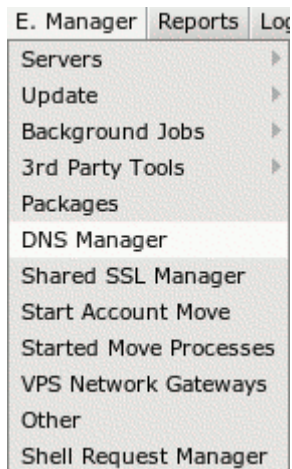 E. Manager Reports
Servers
Update
Background Jobs
3rd Party Tools
Packages
DNS Manager
Shared SSL Manager
Start Account Move
Started Move Processes
VPS Network Gateways
Other
Shell Request Manager